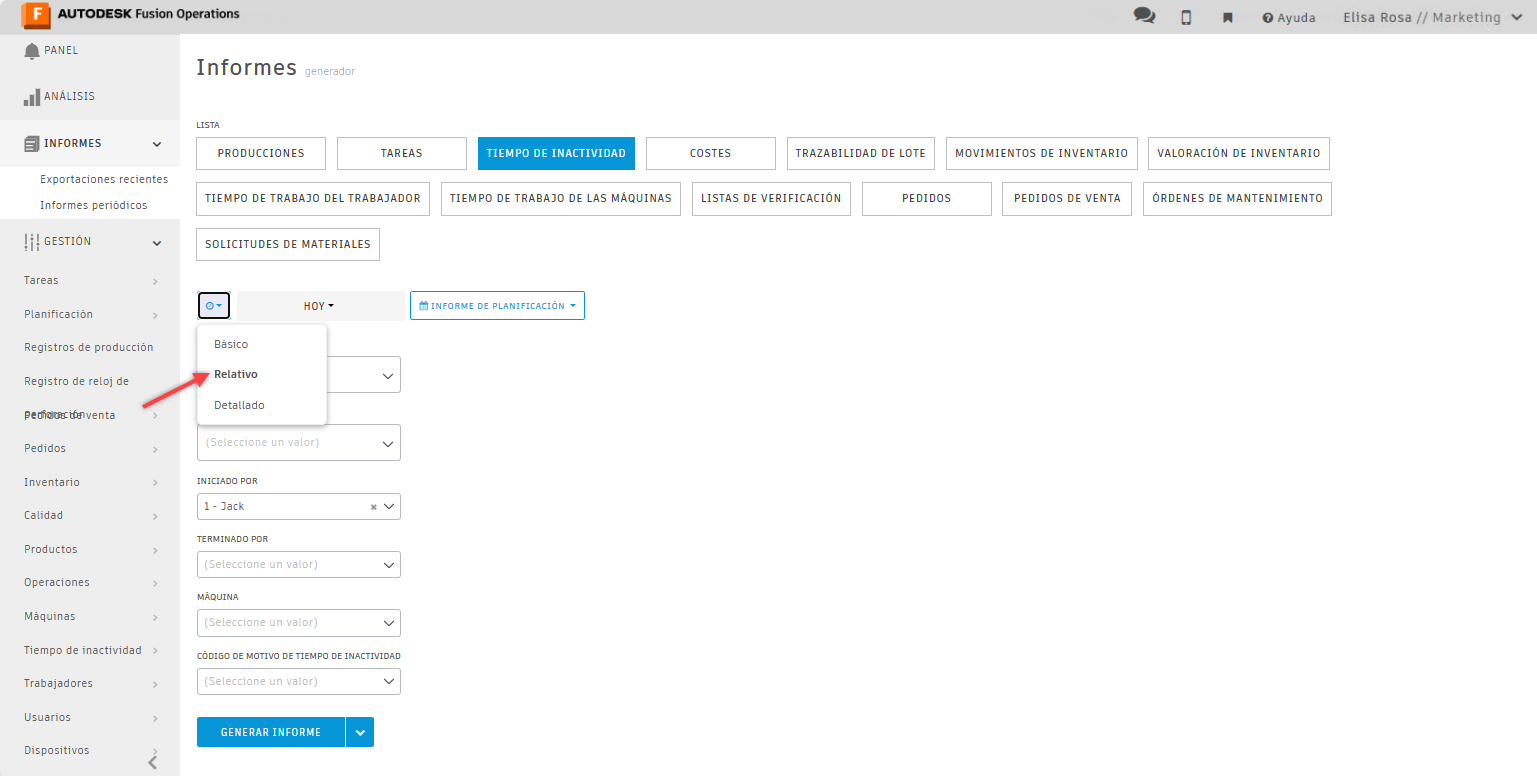 F AUTODESK Fusion Operations
Ayuda
Elisa Rosa // Marketing
PANEL
ANÁLISIS
INFORMES
Exportaciones recientes
Informes periódicos
GESTIÓN
Tareas
Planificación
Registros de producción
Registro de reloj de
perforación
Pedidos de venta
Pedidos
Inventario
Calidad
Productos
Operaciones
Máquinas
Tiempo de inactividad
Trabajadores
Usuarios
Dispositivos
Informes generador
LISTA
PRODUCCIONES TAREAS TIEMPO DE INACTIVIDAD COSTES TRAZABILIDAD DE LOTE MOVIMIENTOS DE INVENTARIO VALORACIÓN DE INVENTARIO
TIEMPO DE TRABAJO DEL TRABAJADOR TIEMPO DE TRABAJO DE LAS MÁQUINAS LISTAS DE VERIFICACIÓN PEDIDOS PEDIDOS DE VENTA ÓRDENES DE MANTENIMIENTO
SOLICITUDES DE MATERIALES
HOY INFORME DE PLANIFICACIÓN
Básico
Relativo
Detallado
(Seleccione un valor)
INICIADO POR
1 - Jack
TERMINADO POR
(Seleccione un valor)
MÁQUINA
(Seleccione un valor)
CÓDIGO DE MOTIVO DE TIEMPO DE INACTIVIDAD
(Seleccione un valor)
GENERAR INFORME